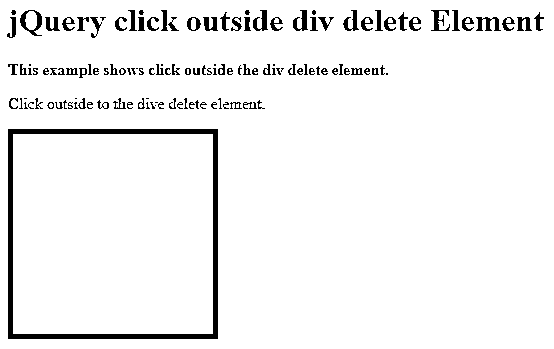 jQuery click outside div delete Element
This example shows click outside the div delete element.
Click outside to the dive delete element.